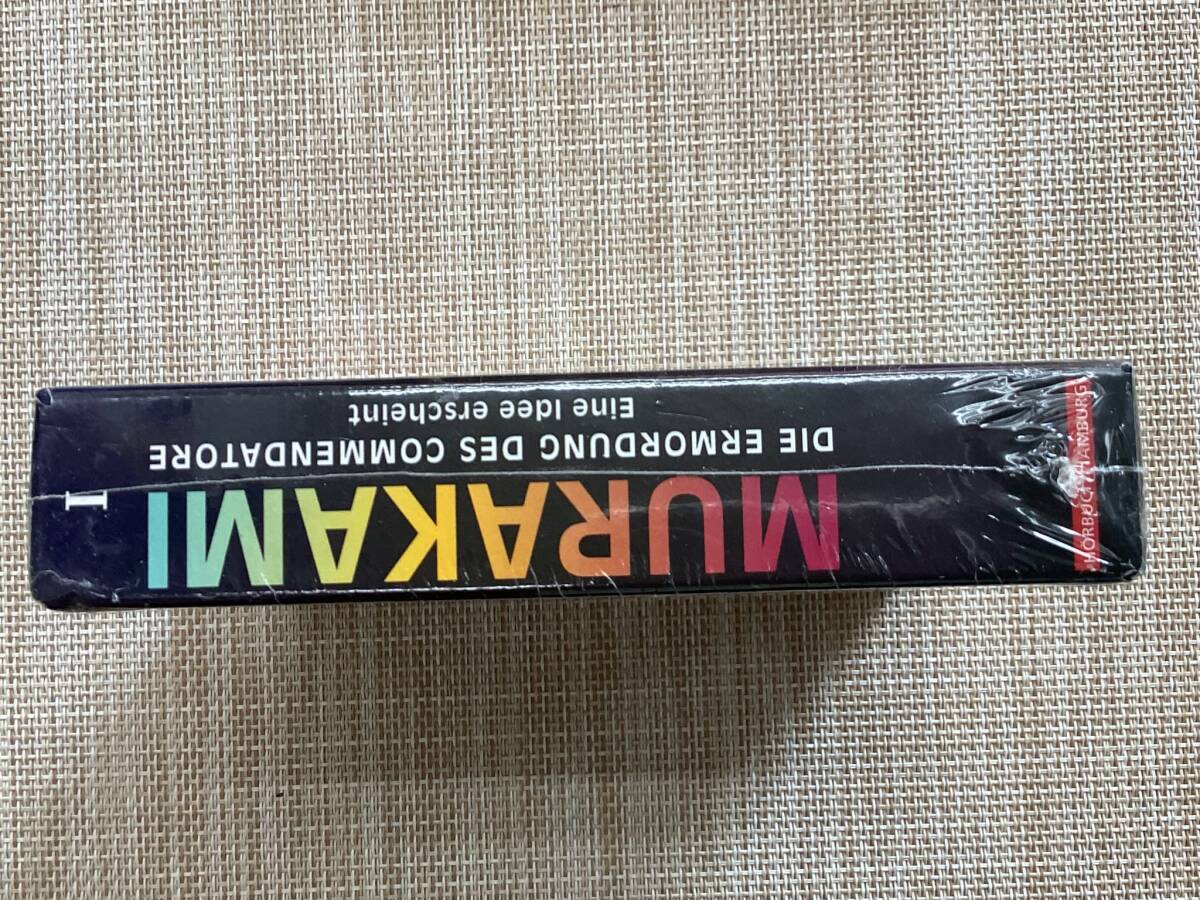 MURAKAMI
DIE ERMORDUNG DES COMMENDATORE
Eine Idee erscheint
I
HÖRBUCH HAMBURG